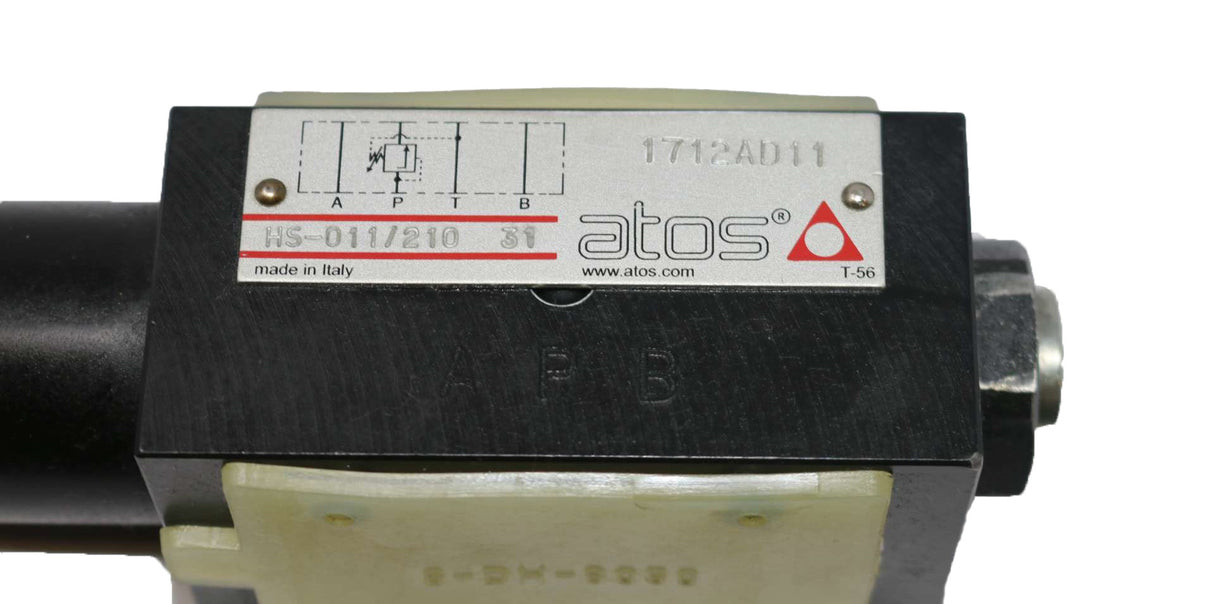 1712AD11
A P T B
HS-011/210 31
atos®
made in Italy
www.atos.com
T-56
A P B